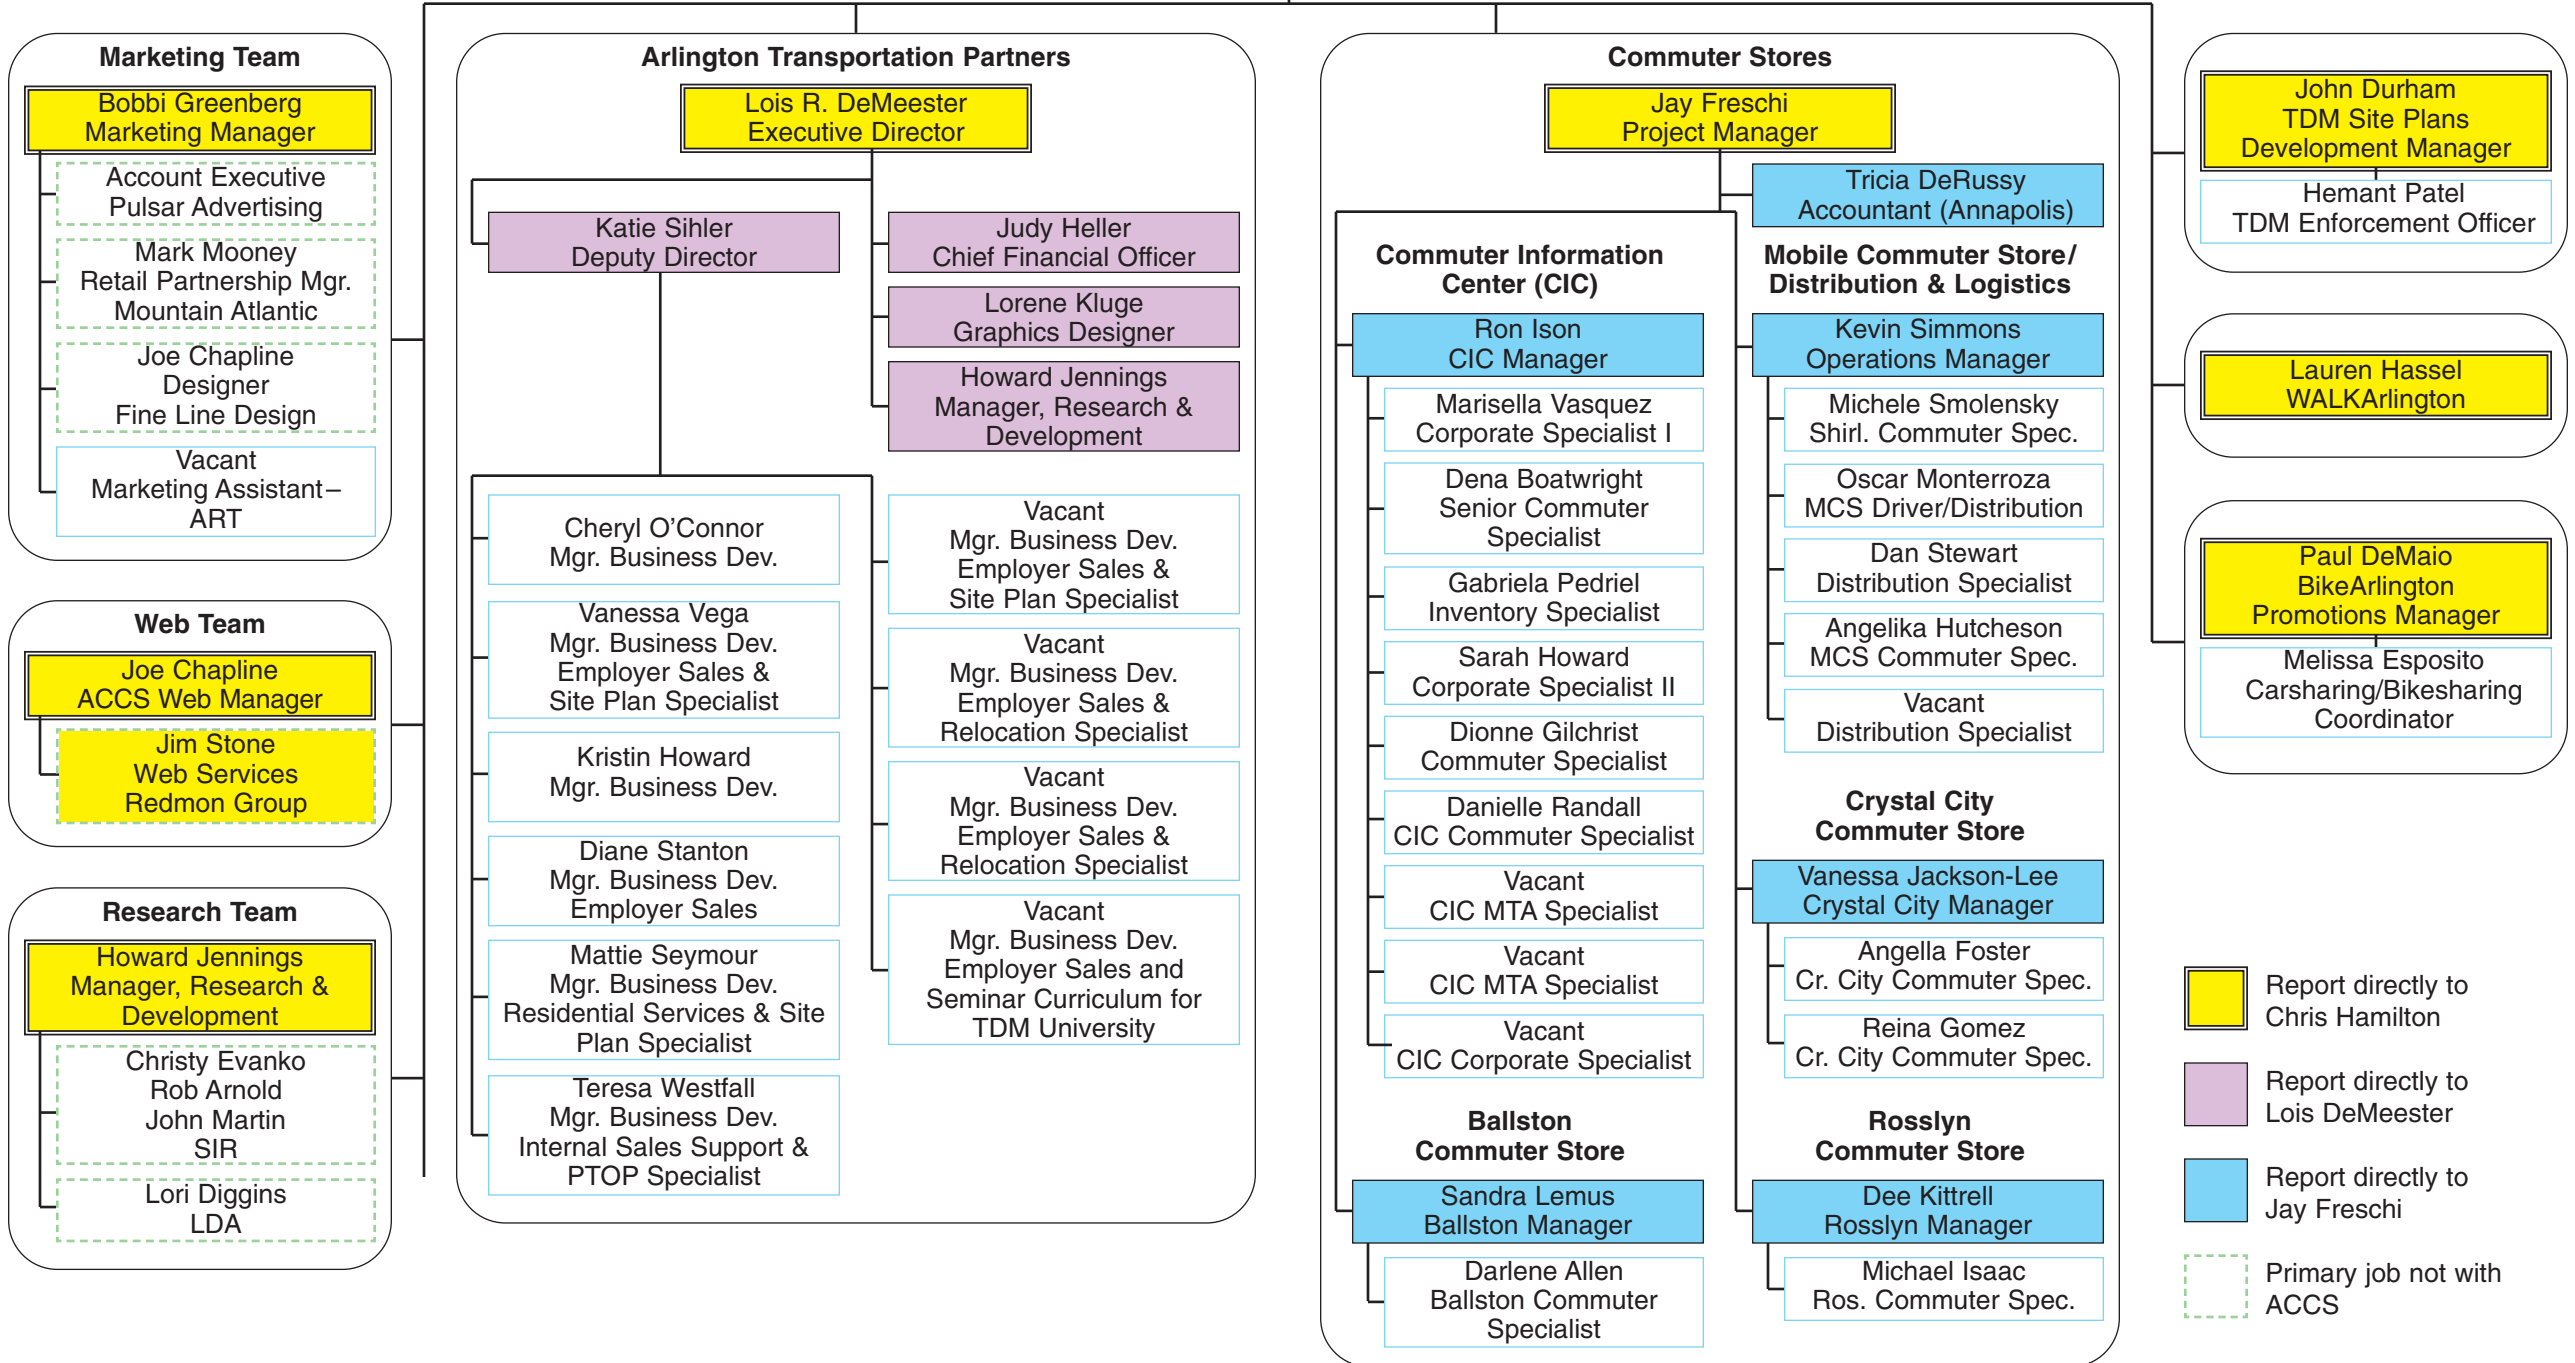 Marketing Team
Bobbi Greenberg
Marketing Manager
Account Executive
Pulsar Advertising
Mark Mooney
Retail Partnership Mgr.
Mountain Atlantic
Joe Chapline
Designer
Fine Line Design
Vacant
Marketing Assistant–
ART
Web Team
Joe Chapline
ACCS Web Manager
Jim Stone
Web Services
Redmon Group
Research Team
Howard Jennings
Manager, Research &
Development
Christy Evanko
Rob Arnold
John Martin
SIR
Lori Diggins
LDA
Arlington Transportation Partners
Lois R. DeMeester
Executive Director
Katie Sihler
Deputy Director
Judy Heller
Chief Financial Officer
Lorene Kluge
Graphics Designer
Howard Jennings
Manager, Research &
Development
Cheryl O’Connor
Mgr. Business Dev.
Vanessa Vega
Mgr. Business Dev.
Employer Sales &
Site Plan Specialist
Kristin Howard
Mgr. Business Dev.
Diane Stanton
Mgr. Business Dev.
Employer Sales
Mattie Seymour
Mgr. Business Dev.
Residential Services & Site
Plan Specialist
Teresa Westfall
Mgr. Business Dev.
Internal Sales Support &
PTOP Specialist
Vacant
Mgr. Business Dev.
Employer Sales &
Site Plan Specialist
Vacant
Mgr. Business Dev.
Employer Sales &
Relocation Specialist
Vacant
Mgr. Business Dev.
Employer Sales &
Relocation Specialist
Vacant
Mgr. Business Dev.
Employer Sales and
Seminar Curriculum for
TDM University
Commuter Stores
Jay Freschi
Project Manager
Tricia DeRussy
Accountant (Annapolis)
Commuter Information
Center (CIC)
Ron Ison
CIC Manager
Marisella Vasquez
Corporate Specialist I
Dena Boatwright
Senior Commuter
Specialist
Gabriela Pedriel
Inventory Specialist
Sarah Howard
Corporate Specialist II
Dionne Gilchrist
Commuter Specialist
Danielle Randall
CIC Commuter Specialist
Vacant
CIC MTA Specialist
Vacant
CIC MTA Specialist
Vacant
CIC Corporate Specialist
Ballston
Commuter Store
Sandra Lemus
Ballston Manager
Darlene Allen
Ballston Commuter
Specialist
Mobile Commuter Store/
Distribution & Logistics
Kevin Simmons
Operations Manager
Michele Smolensky
Shirl. Commuter Spec.
Oscar Monterroza
MCS Driver/Distribution
Dan Stewart
Distribution Specialist
Angelika Hutcheson
MCS Commuter Spec.
Vacant
Distribution Specialist
Crystal City
Commuter Store
Vanessa Jackson-Lee
Crystal City Manager
Angella Foster
Cr. City Commuter Spec.
Reina Gomez
Cr. City Commuter Spec.
Rosslyn
Commuter Store
Dee Kittrell
Rosslyn Manager
Michael Isaac
Ros. Commuter Spec.
John Durham
TDM Site Plans
Development Manager
Hemant Patel
TDM Enforcement Officer
Lauren Hassel
WALKArlington
Paul DeMaio
BikeArlington
Promotions Manager
Melissa Esposito
Carsharing/Bikesharing
Coordinator
Report directly to
Chris Hamilton
Report directly to
Lois DeMeester
Report directly to
Jay Freschi
Primary job not with
ACCS